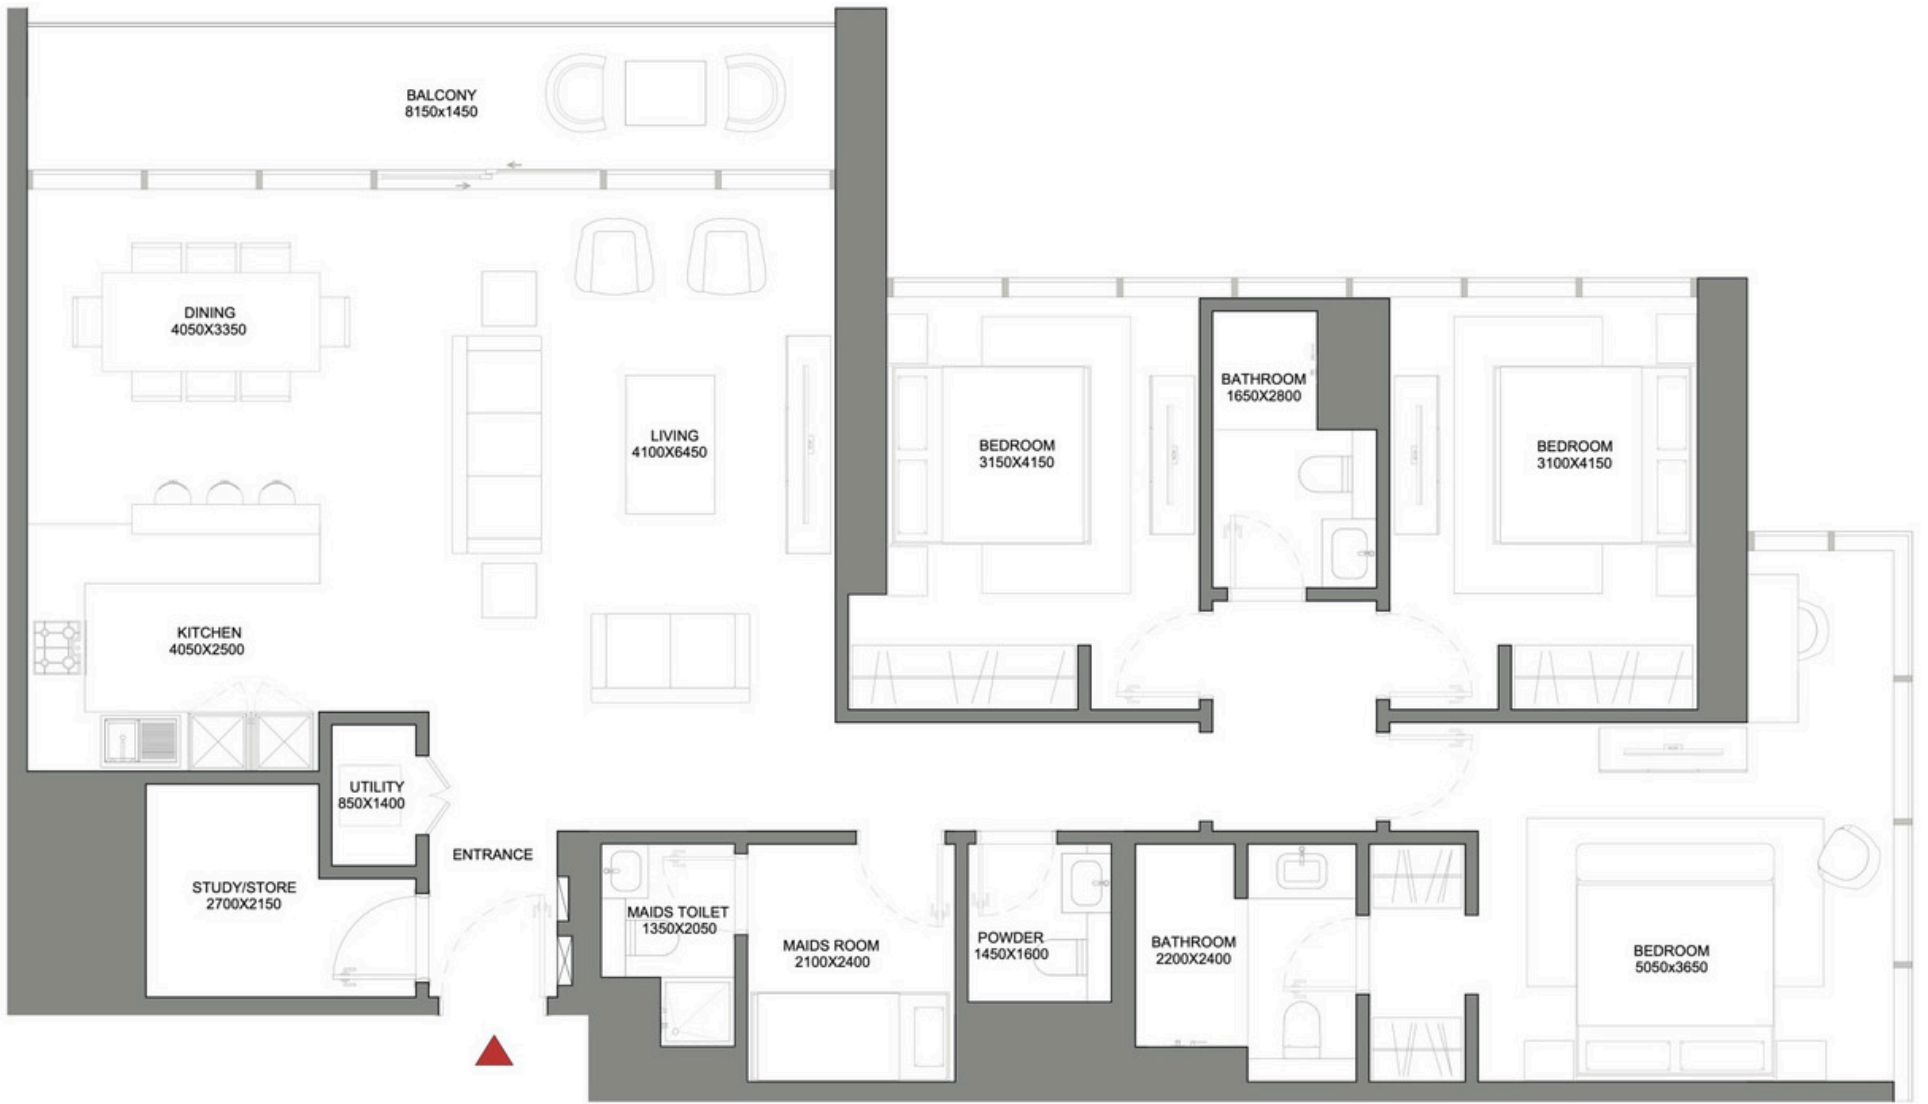 BALCONY
8150x1450
DINING
4050X3350
LIVING
4100X6450
KITCHEN
4050X2500
BEDROOM
3150X4150
BATHROOM
1650X2800
BEDROOM
3100X4150
UTILITY
850X1400
ENTRANCE
STUDY/STORE
2700X2150
MAIDS TOILET
1350X2050
MAIDS ROOM
2100X2400
POWDER
1450X1600
BATHROOM
2200X2400
BEDROOM
5050x3650